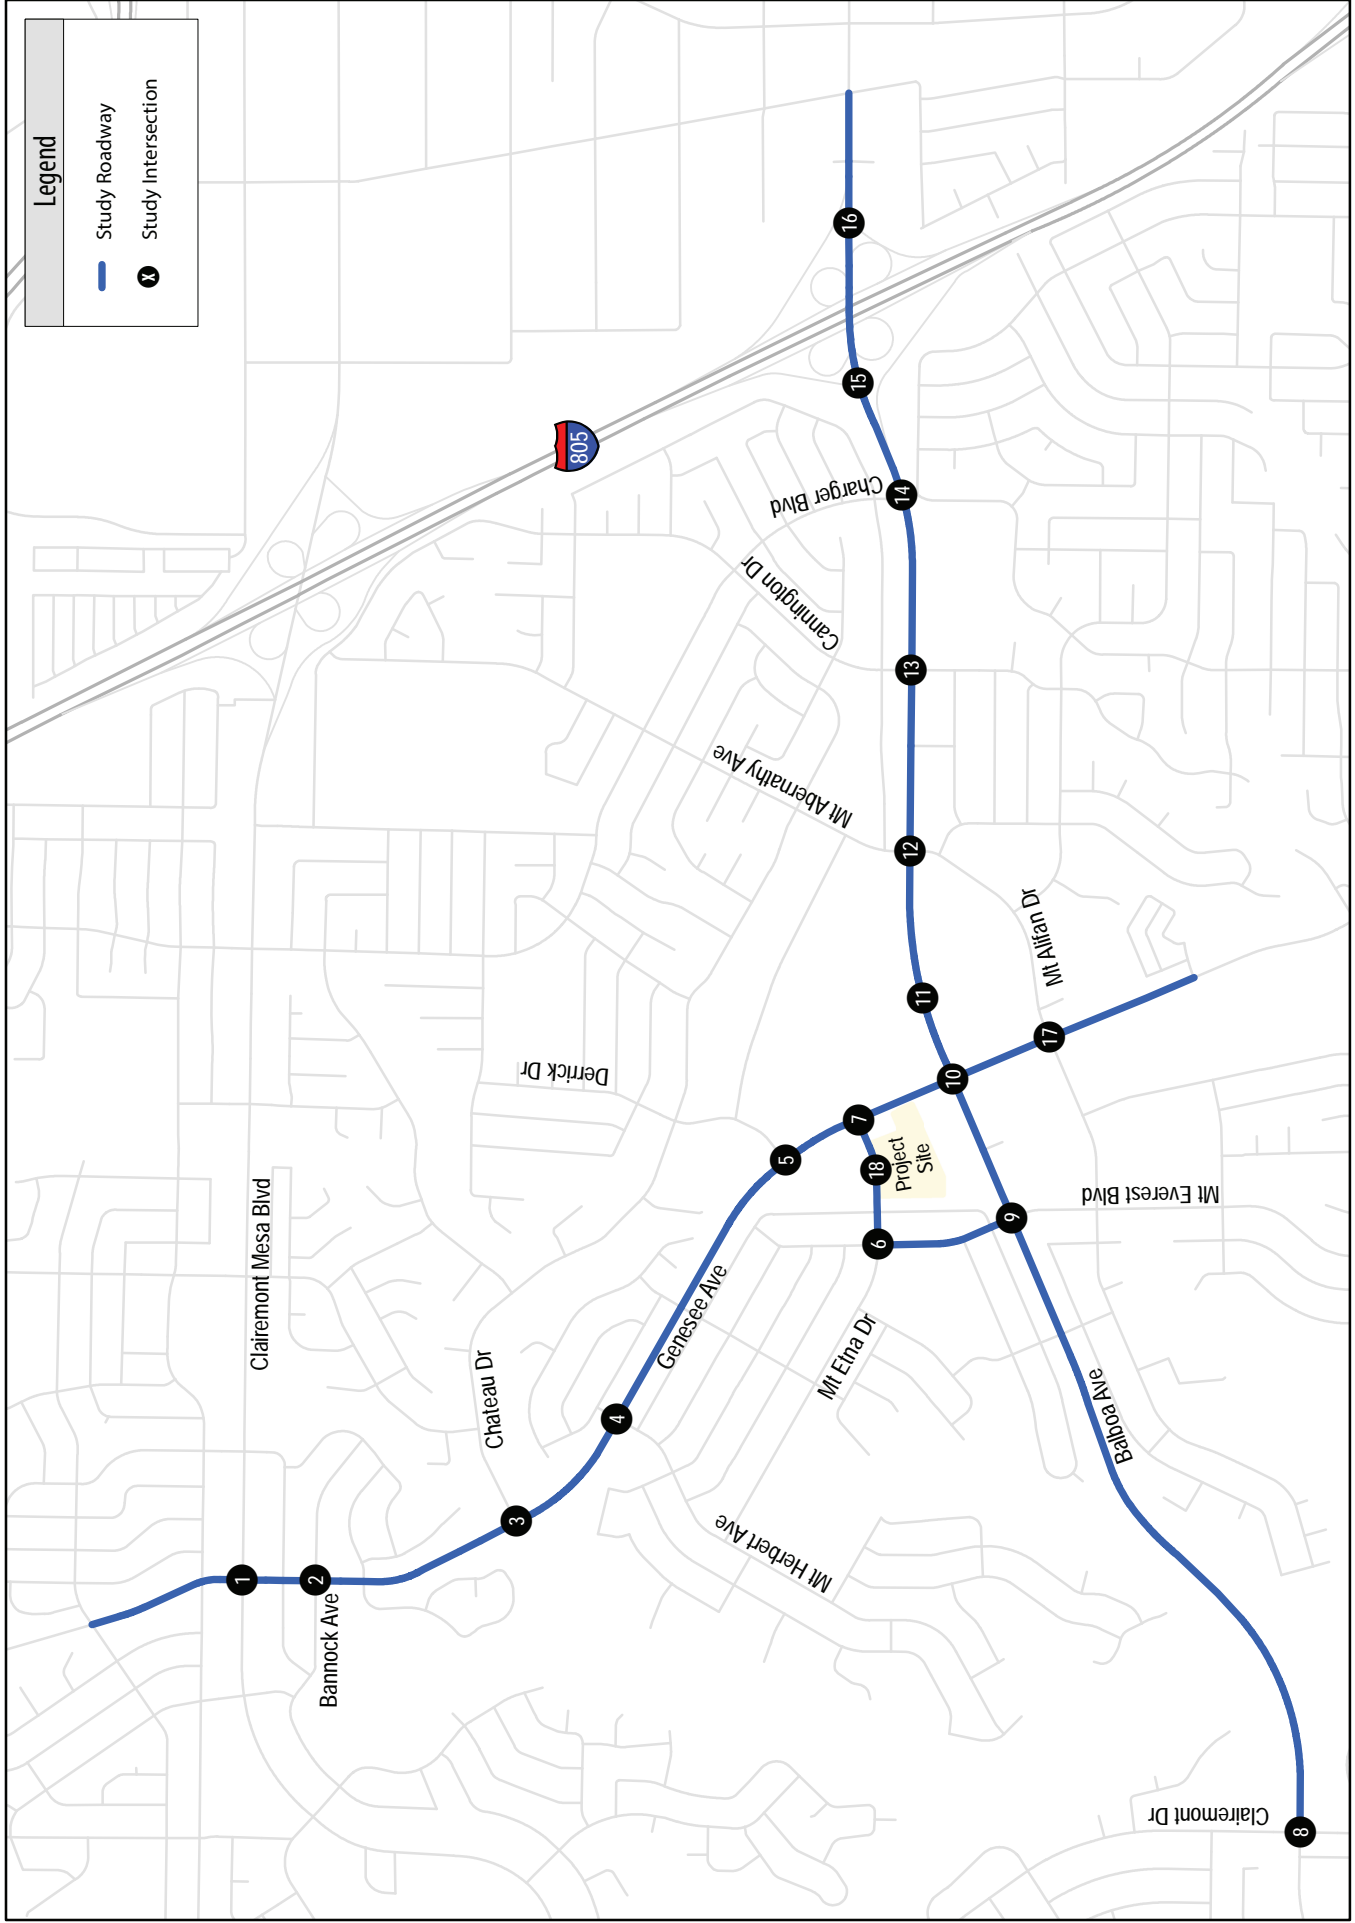 Legend
Study Roadway
X
Study Intersection
805
Clairemont Mesa Blvd
Bannock Ave
Chateau Dr
Derrick Dr
Genesee Ave
Mt Herbert Ave
Mt Etna Dr
Mt Abernathy Ave
Cannington Dr
Charger Blvd
Mt Alifan Dr
Project
Site
Mt Everest Blvd
Balboa Ave
Clairemont Dr
1
2
3
4
5
6
7
8
9
10
11
12
13
14
15
16
17
18